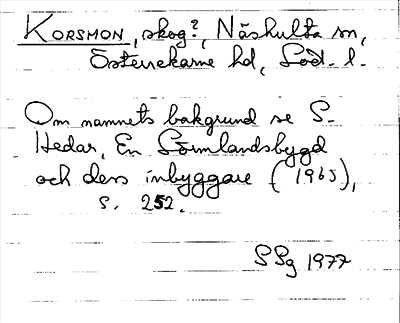 KORSMON, skog?, Näshulta sn,
Österrekarne hd, Söd. l.
Om namnets bakgrund se S.
Hedar, En Sörmlandsbygd
och dess inbyggare (1965),
s. 252.
SSg 1977